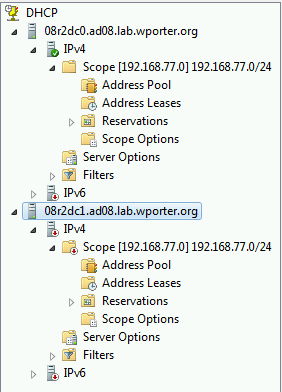 DHCP
08r2dc0.ad08.lab.wporter.org
IPv4
Scope [192.168.77.0] 192.168.77.0/24
Address Pool
Address Leases
Reservations
Scope Options
Server Options
Filters
IPv6
08r2dc1.ad08.lab.wporter.org
IPv4
Scope [192.168.77.0] 192.168.77.0/24
Address Pool
Address Leases
Reservations
Scope Options
Server Options
Filters
IPv6